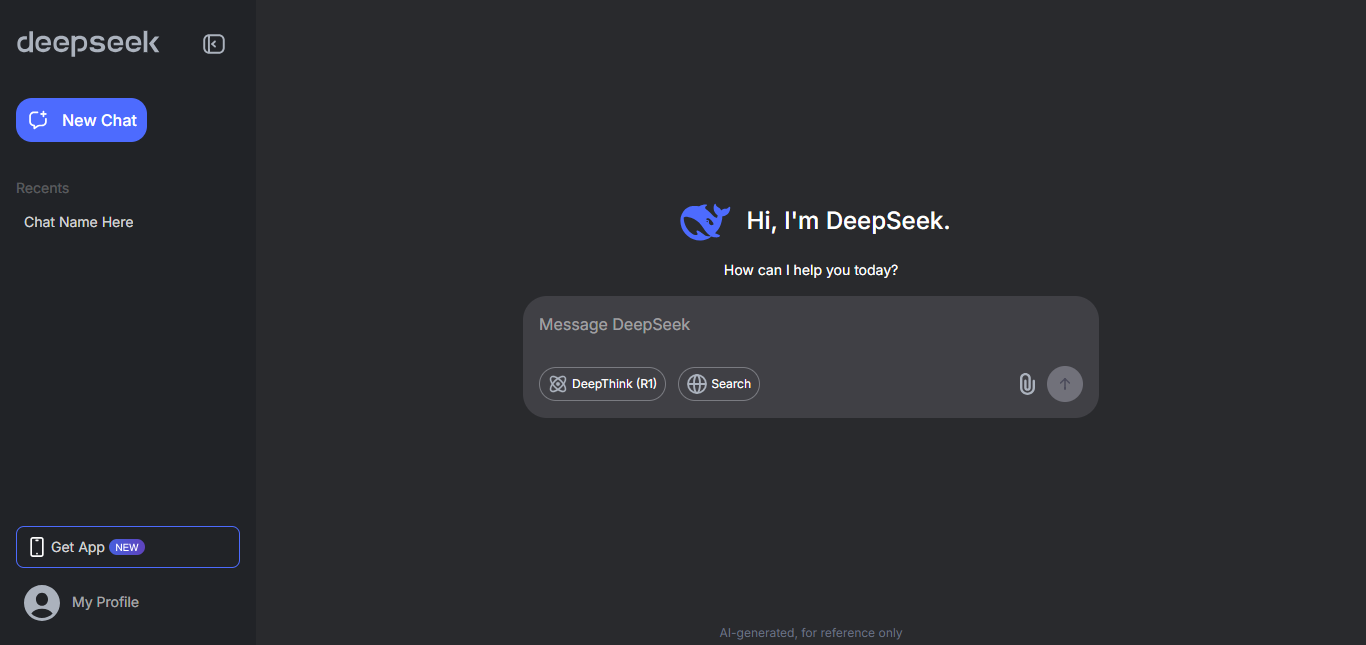 deepseek
New Chat
Recents
Chat Name Here
Get App NEW
My Profile
Hi, I'm DeepSeek.
How can I help you today?
Message DeepSeek
DeepThink (R1) Search
AI-generated, for reference only